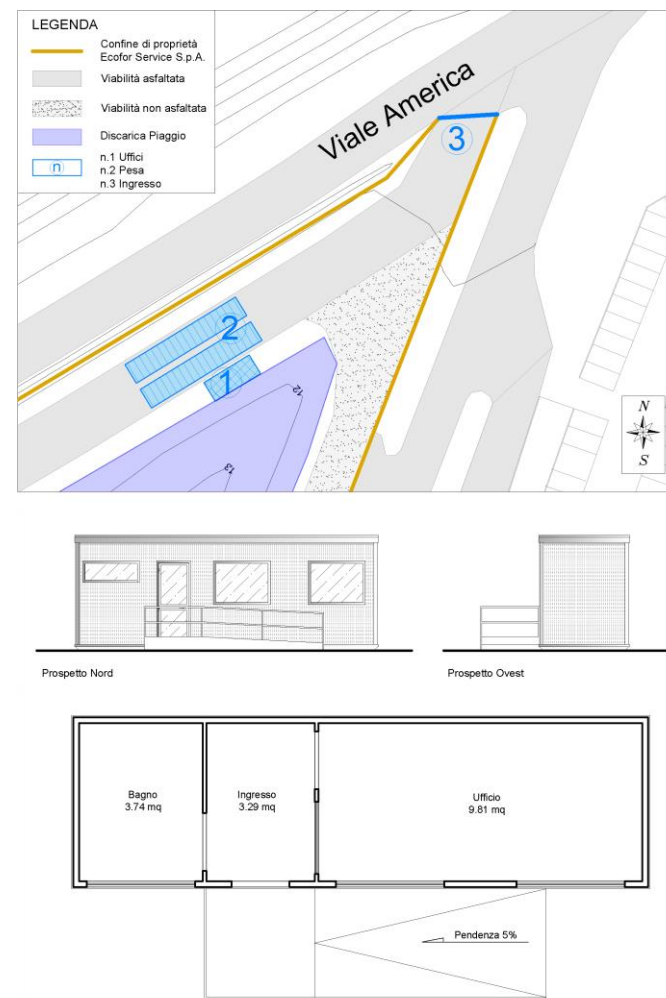 LEGENDA
Confine di proprietà
Ecofor Service S.p.A.
Viabilità asfaltata
Viabilità non asfaltata
Discarica Piaggio
n
n.1 Uffici
n.2 Pesa
n.3 Ingresso
Viale America
3
2
1
12
13
N
S
Prospetto Nord
Prospetto Ovest
Bagno
3.74 mq
Ingresso
3.29 mq
Ufficio
9.81 mq
Pendenza 5%